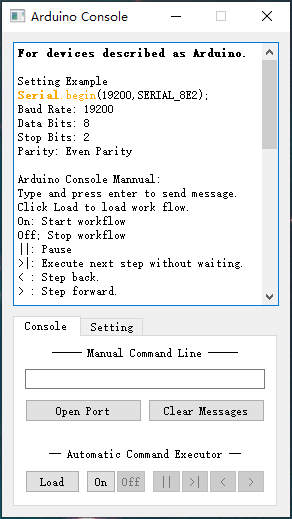 Arduino Console
For devices described as Arduino.
Setting Example
Serial.begin(19200,SERIAL_8E2);
Baud Rate: 19200
Data Bits: 8
Stop Bits: 2
Parity: Even Parity
Arduino Console Mannual:
Type and press enter to send message.
Click Load to load work flow.
On: Start workflow
Off; Stop workflow
||: Pause
>|: Execute next step without waiting.
< : Step back.
> : Step forward.
Console Setting
Manual Command Line
Open Port Clear Messages
Automatic Command Executor
Load On Off || >| < >